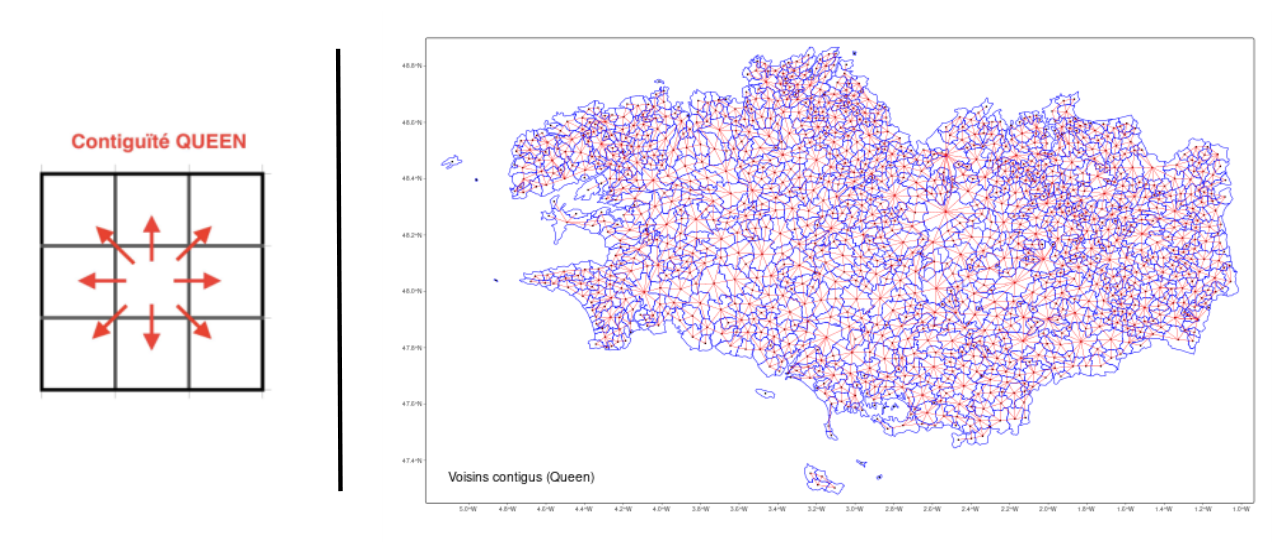 Contiguïté QUEEN
48.8°N
48.6°N
48.4°N
48.2°N
48.0°N
47.8°N
47.6°N
47.4°N
Voisins contigus (Queen)
5.0°W 4.8°W 4.6°W 4.4°W 4.2°W 4.0°W 3.8°W 3.6°W 3.4°W 3.2°W 3.0°W 2.8°W 2.6°W 2.4°W 2.2°W 2.0°W 1.8°W 1.6°W 1.4°W 1.2°W 1.0°W